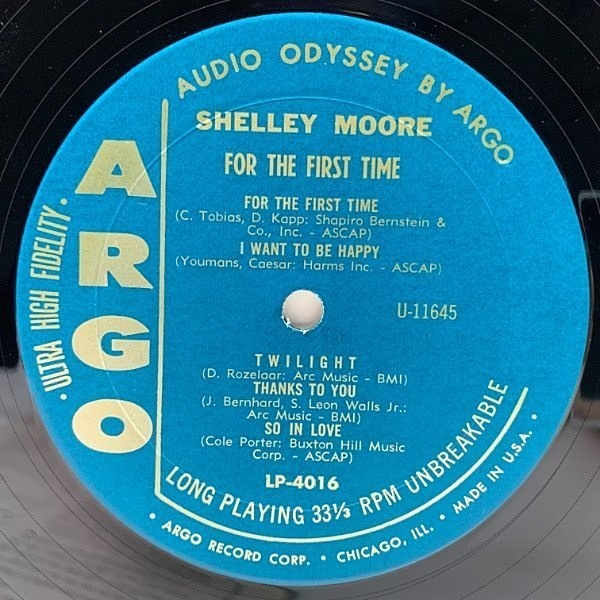 AUDIO ODYSSEY BY ARGO
SHELLEY MOORE
FOR THE FIRST TIME
FOR THE FIRST TIME
(C. Tobias, D. Kapp: Shapiro Bernstein &
Co., Inc. - ASCAP)
I WANT TO BE HAPPY
(Youmans, Caesar: Harms Inc. - ASCAP)
ARGO
• ULTRA HIGH FIDELITY •
U-11645
TWILIGHT
(D. Rozelaar: Arc Music - BMI)
THANKS TO YOU
(J. Bernhard, S. Leon Walls Jr.:
Arc Music - BMI)
SO IN LOVE
(Cole Porter: Buxton Hill Music
Corp. - ASCAP)
LP-4016
LONG PLAYING 33⅓ RPM UNBREAKABLE
• ARGO RECORD CORP. • CHICAGO, ILL. • MADE IN U.S.A. •